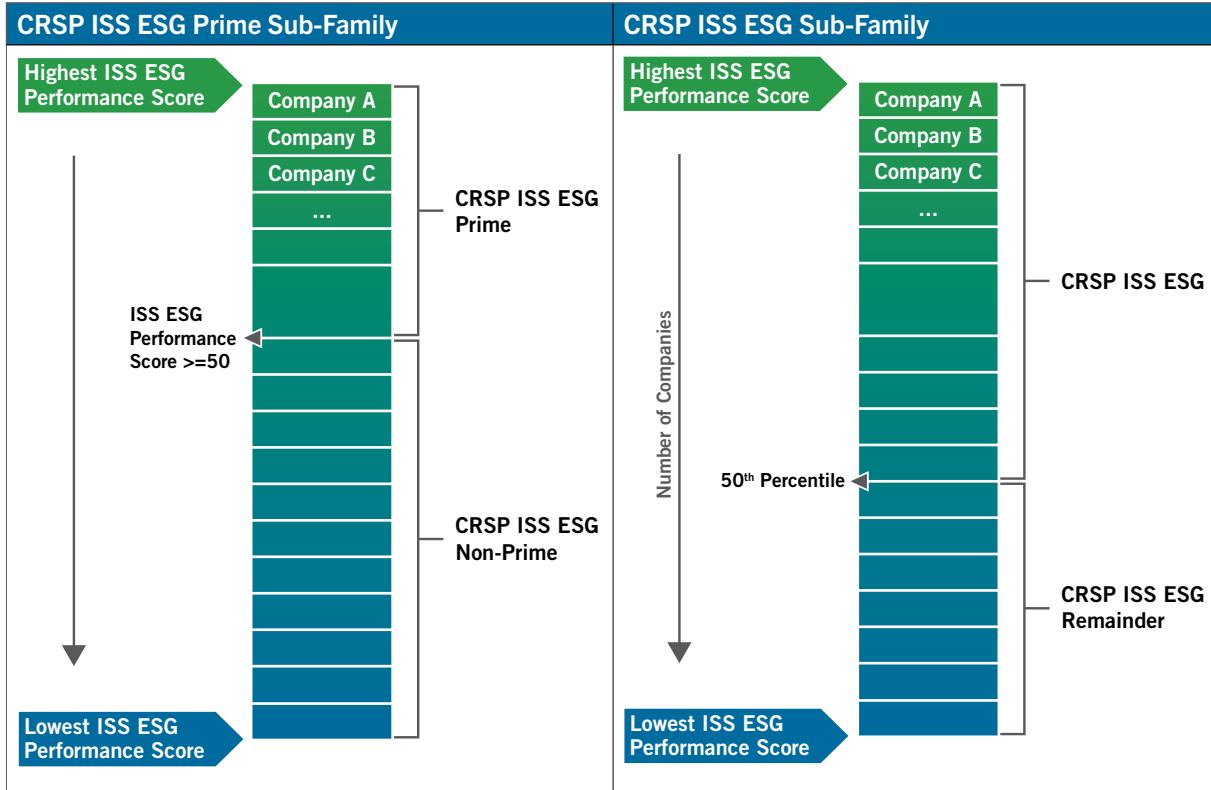 CRSP ISS ESG Prime Sub-Family
Highest ISS ESG
Performance Score
Company A
Company B
Company C
...
CRSP ISS ESG
Prime
ISS ESG
Performance
Score >=50
CRSP ISS ESG
Non-Prime
Lowest ISS ESG
Performance Score
CRSP ISS ESG Sub-Family
Highest ISS ESG
Performance Score
Company A
Company B
Company C
...
CRSP ISS ESG
Number of Companies
50th Percentile
CRSP ISS ESG
Remainder
Lowest ISS ESG
Performance Score